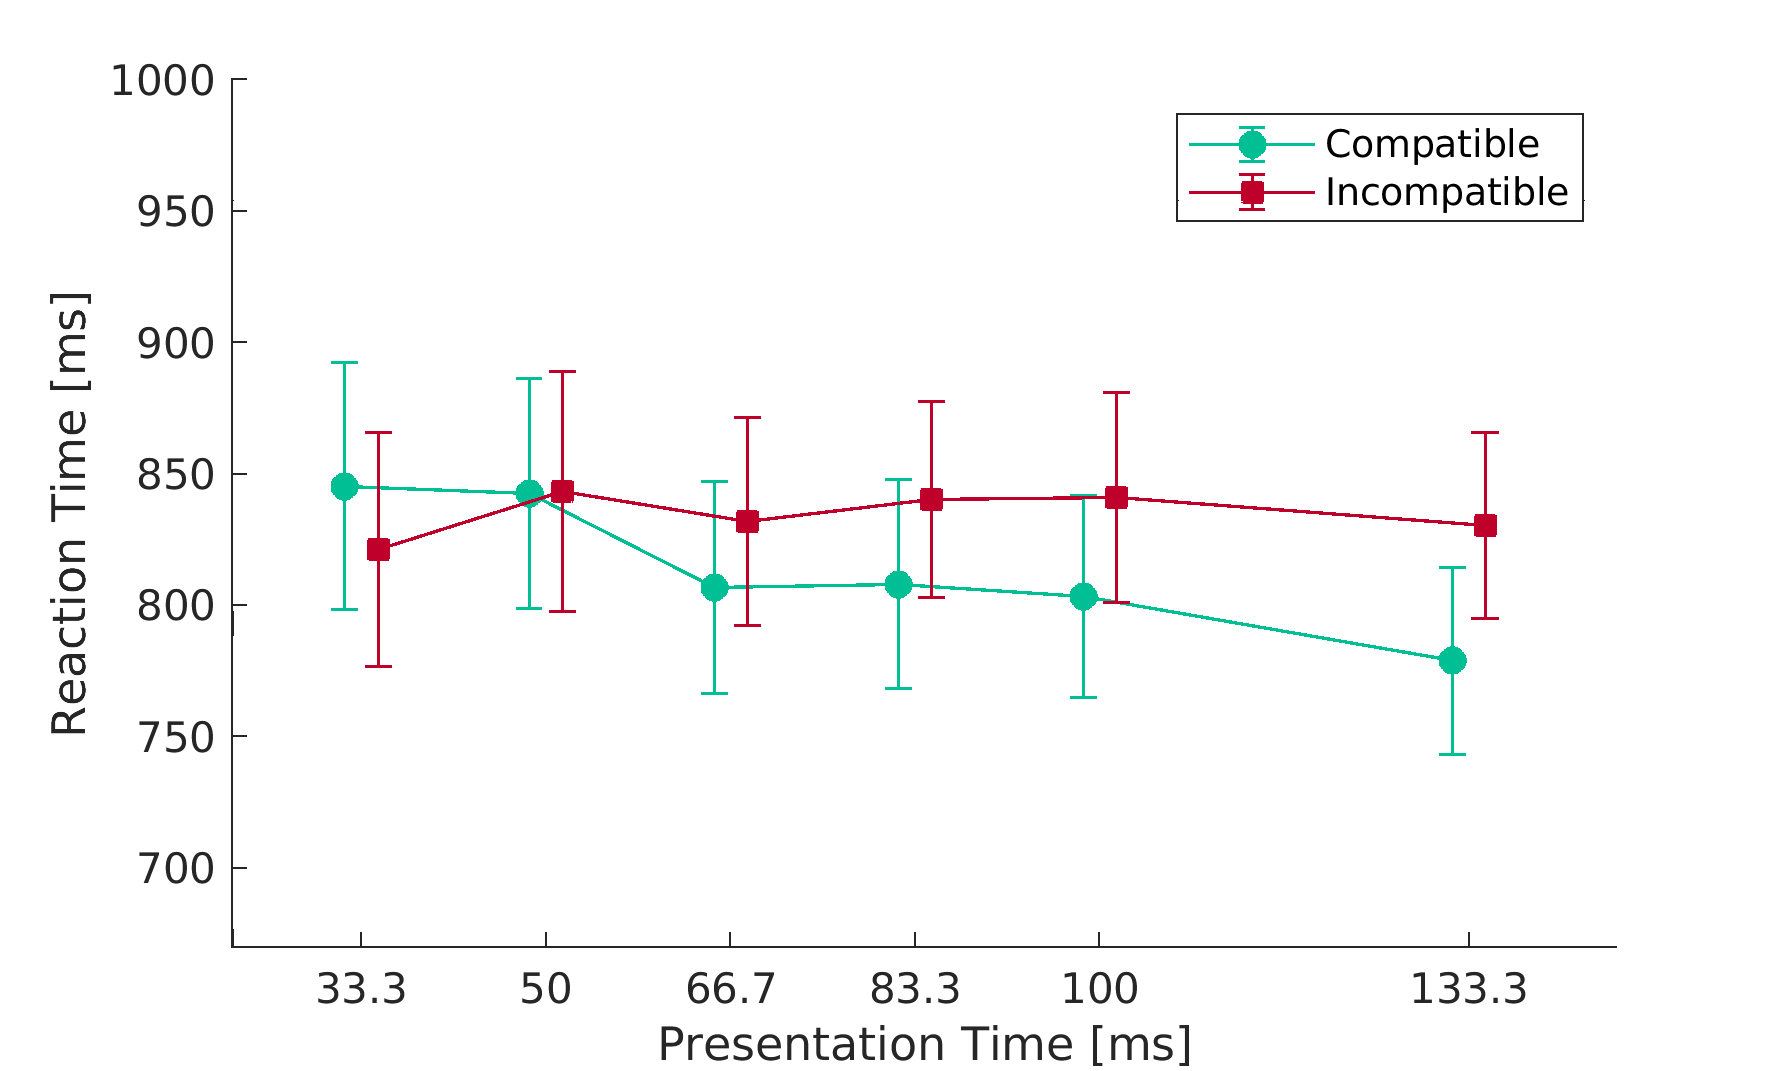 1000
950
900
850
800
750
700
Reaction Time [ms]
Compatible
Incompatible
33.3 50 66.7 83.3 100 133.3
Presentation Time [ms]